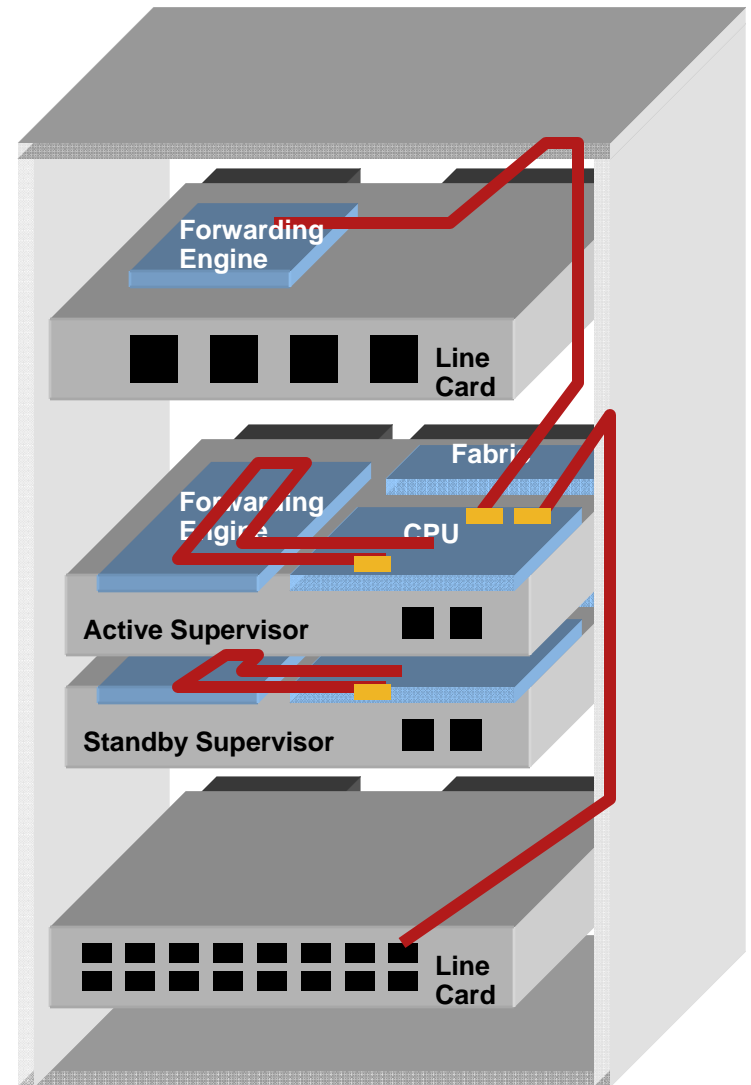 Forwarding
Engine
Line
Card
Fabric
Forwarding
Engine
CPU
Active Supervisor
Standby Supervisor
Line
Card